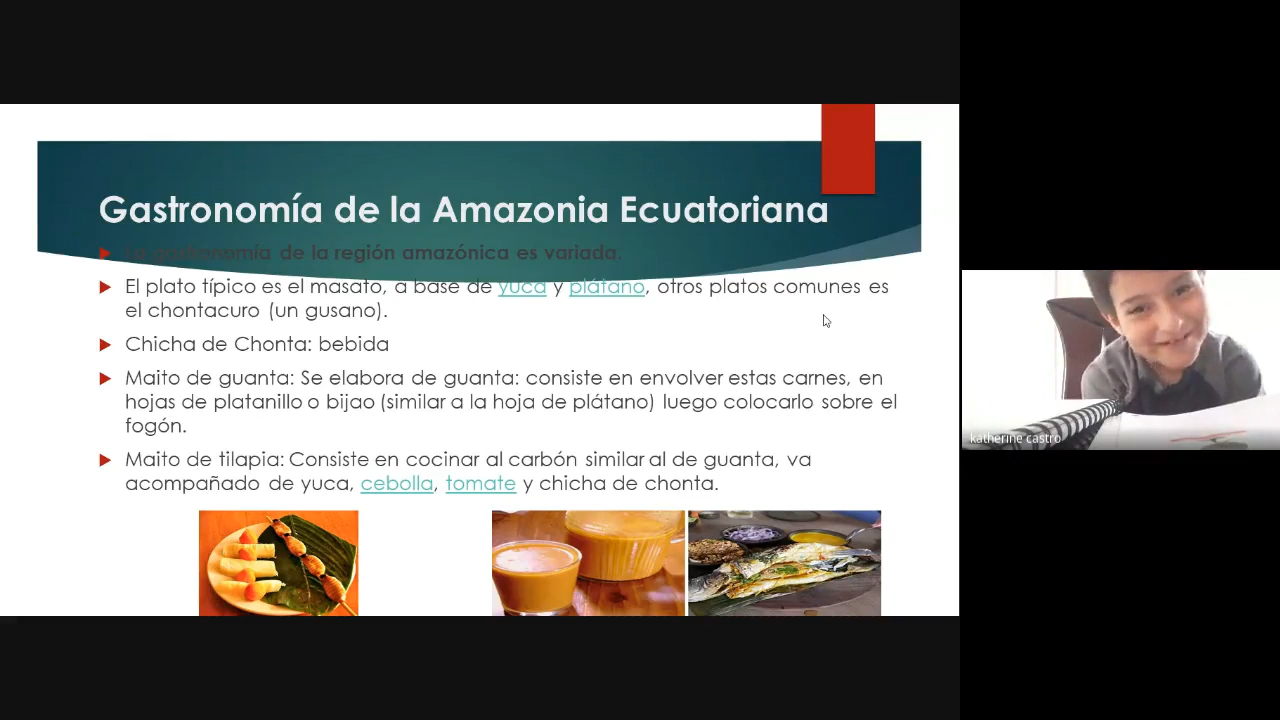 Gastronomía de la Amazonia Ecuatoriana
La gastronomía de la región amazónica es variada.
El plato típico es el masato, a base de yuca y plátano, otros platos comunes es
el chontacuro (un gusano).
Chicha de Chonta: bebida
Maito de guanta: Se elabora de guanta: consiste en envolver estas carnes, en
hojas de platanillo o bijao (similar a la hoja de plátano) luego colocarlo sobre el
fogón.
Maito de tilapia: Consiste en cocinar al carbón similar al de guanta, va
acompañado de yuca, cebolla, tomate y chicha de chonta.
katherine castro